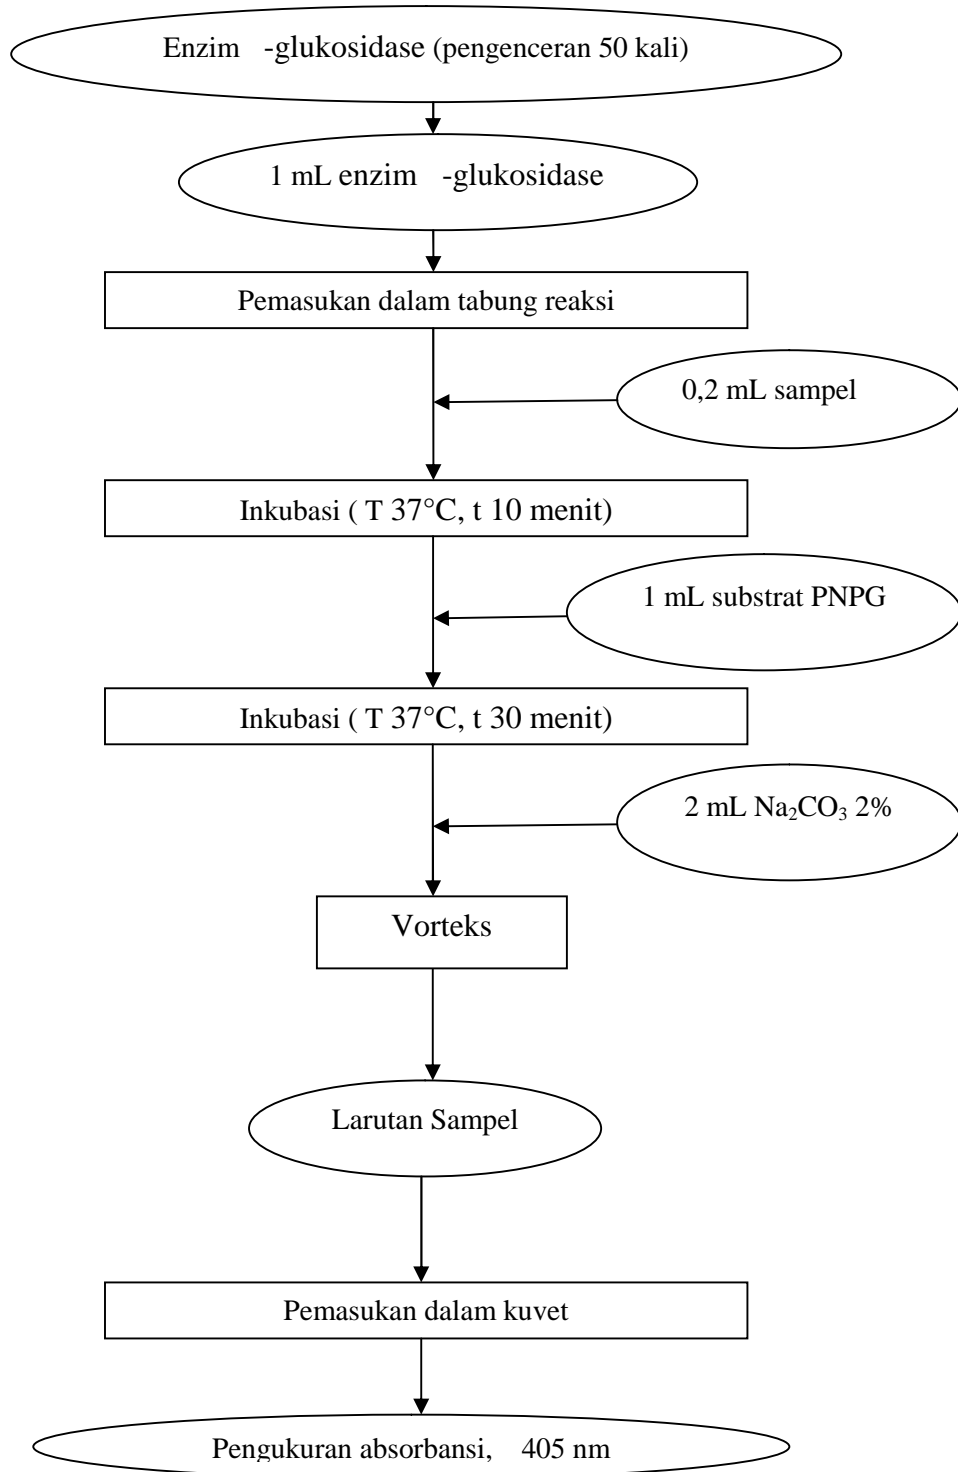 Enzim -glukosidase (pengenceran 50 kali)
1 mL enzim -glukosidase
Pemasukan dalam tabung reaksi
0,2 mL sampel
Inkubasi ( T 37°C, t 10 menit)
1 mL substrat PNPG
Inkubasi ( T 37°C, t 30 menit)
2 mL Na₂CO₃ 2%
Vorteks
Larutan Sampel
Pemasukan dalam kuvet
Pengukuran absorbansi, 405 nm